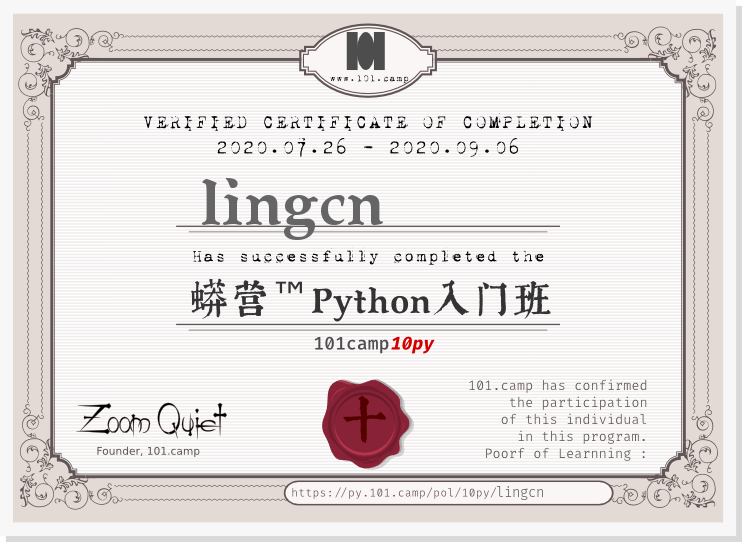 101
www.101.camp
VERIFIED CERTIFICATE OF COMPLETION
2020.07.26 - 2020.09.06
lingcn
Has successfully completed the
蟒营™Python入门班
101camp10py
Zoom Quiet
Founder, 101.camp
十
101.camp has confirmed
the participation
of this individual
in this program.
Poorf of Learnning :
https://py.101.camp/pol/10py/lingcn